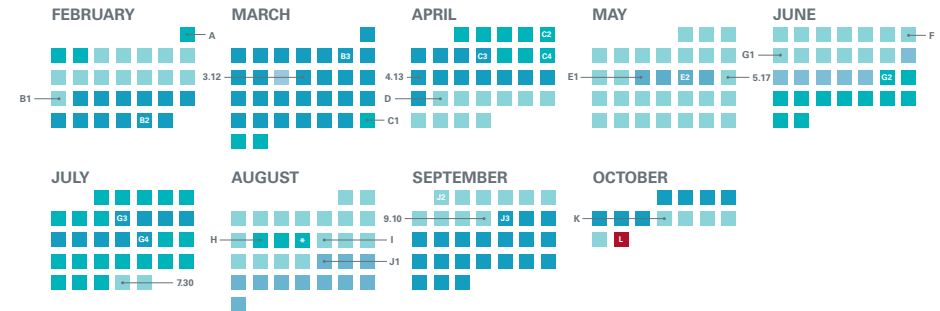 FEBRUARY
MARCH
APRIL
MAY
JUNE
A
C2
F
B3
C3
C4
G1
3.12
4.13
E1
E2
5.17
G2
B1
D
B2
C1
JULY
AUGUST
SEPTEMBER
OCTOBER
J2
G3
9.10
J3
K
G4
H
+
I
L
J1
7.30